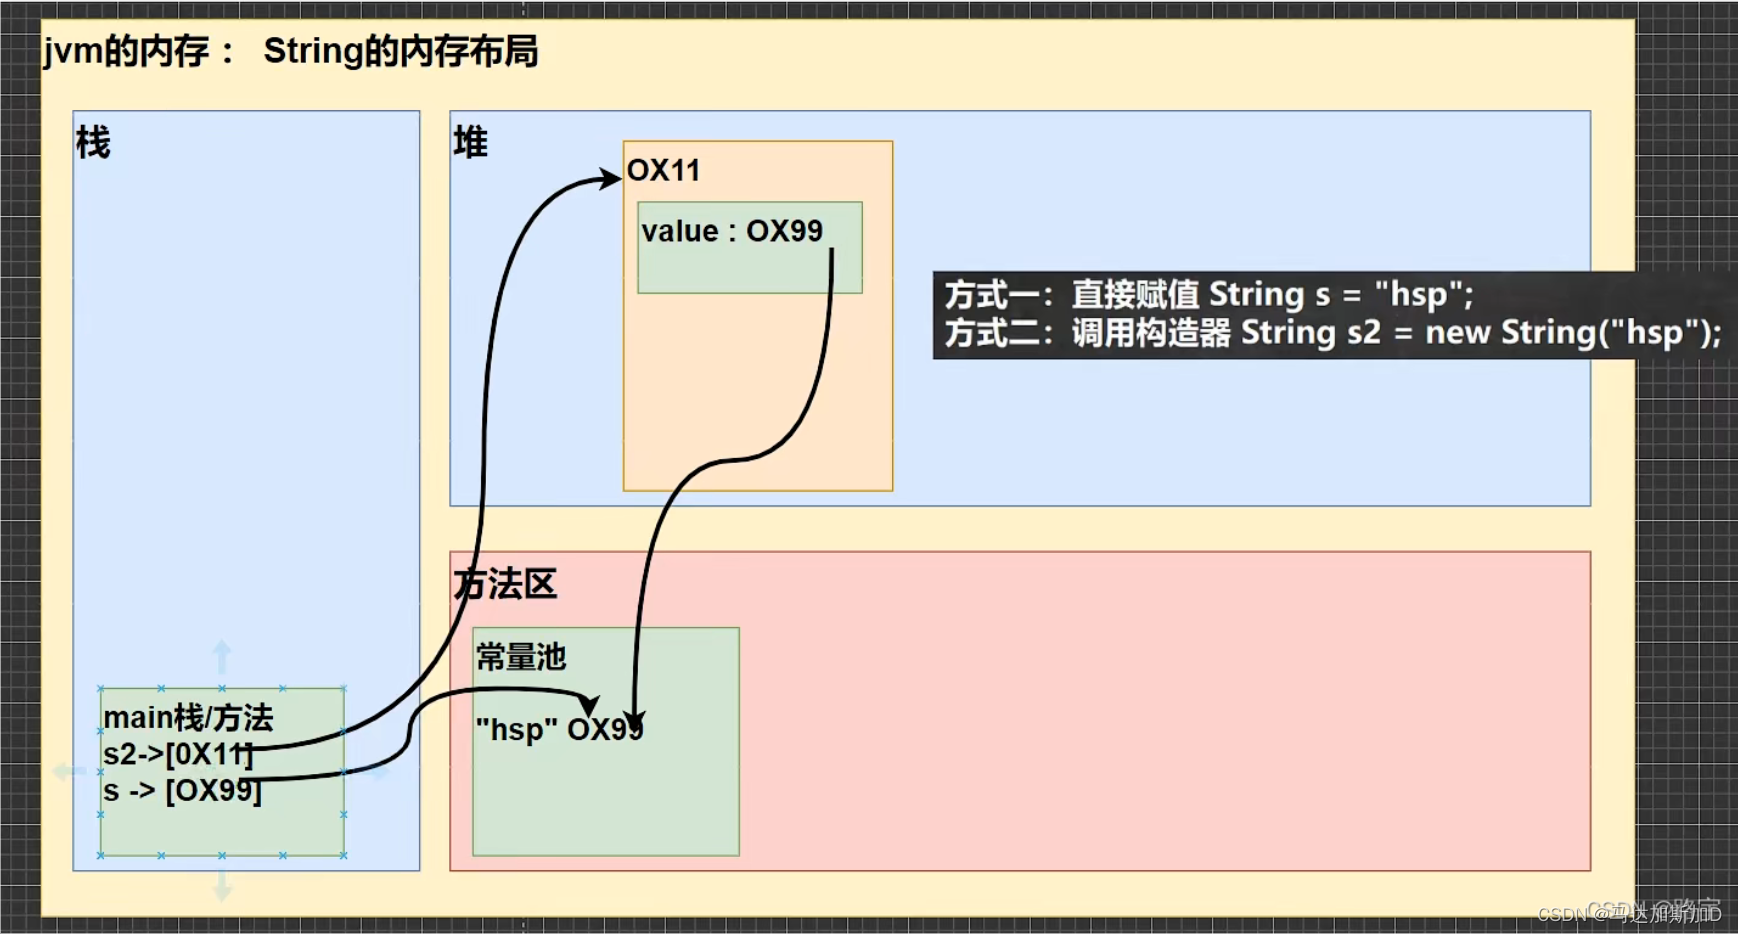 jvm的内存： String的内存布局
栈
堆
OX11
value : OX99
方式一：直接赋值 String s = "hsp";
方式二：调用构造器 String s2 = new String("hsp");
方法区
常量池
"hsp" OX99
main栈/方法
s2->[0X11]
s -> [OX99]
CSDN @马达加斯加D